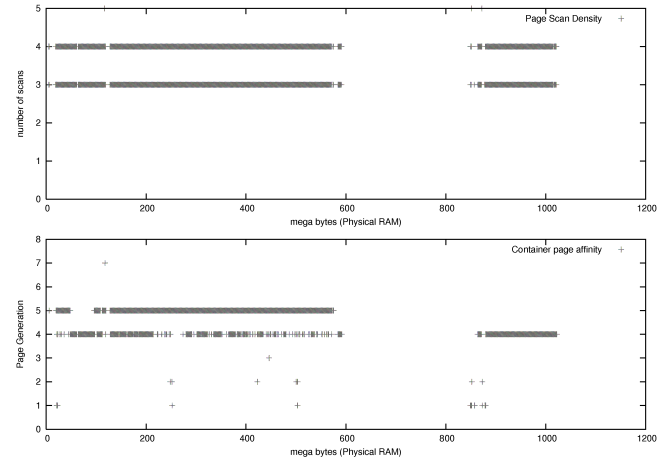 5
Page Scan Density
4
3
number of scans
2
1
0
0 200 400 600 800 1000 1200
mega bytes (Physical RAM)
8
Container page affinity
7
6
5
Page Generation
4
3
2
1
0
0 200 400 600 800 1000 1200
mega bytes (Physical RAM)